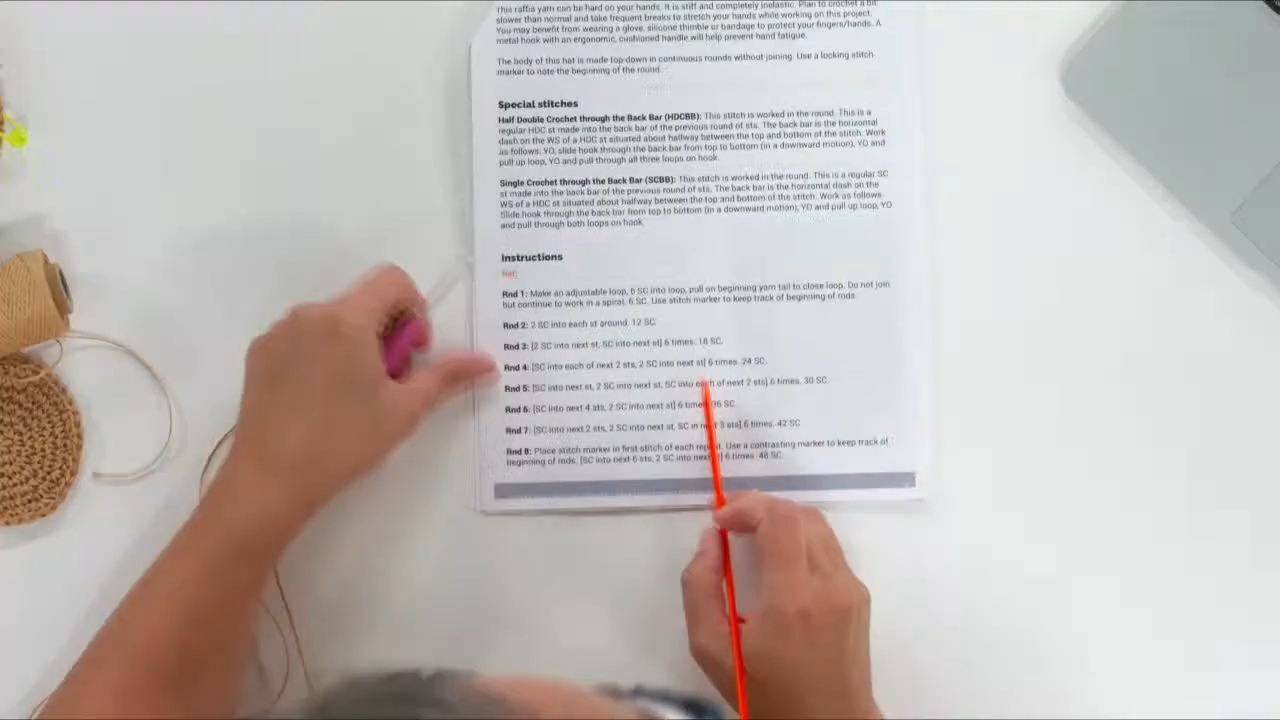 This raffia yarn can be hard on your hands. It is stiff and completely inelastic. Plan to crochet a bit
slower than normal and take frequent breaks to stretch your hands while working on this project.
You may benefit from wearing a glove, silicone thimble or bandage to protect your fingers/hands. A
metal hook with an ergonomic, cushioned handle will help prevent hand fatigue.
The body of this hat is made top-down in continuous rounds without joining. Use a locking stitch
marker to note the beginning of the round.
Special stitches
Half Double Crochet through the Back Bar (HDCBB): This stitch is worked in the round. This is a
regular HDC st made into the back bar of the previous round of sts. The back bar is the horizontal
dash on the WS of a HDC st situated about halfway between the top and bottom of the stitch. Work
as follows: YO, slide hook through the back bar from top to bottom (in a downward motion), YO and
pull up loop, YO and pull through all three loops on hook.
Single Crochet through the Back Bar (SCBB): This stitch is worked in the round. This is a regular SC
st made into the back bar of the previous round of sts. The back bar is the horizontal dash on the
WS of a HDC st situated about halfway between the top and bottom of the stitch. Work as follows:
Slide hook through the back bar from top to bottom (in a downward motion), YO and pull up loop, YO
and pull through both loops on hook.
Instructions
Hat:
Rnd 1: Make an adjustable loop, 6 SC into loop, pull on beginning yarn tail to close loop. Do not join
but continue to work in a spiral. 6 SC. Use stitch marker to keep track of beginning of rnds.
Rnd 2: 2 SC into each st around. 12 SC.
Rnd 3: [2 SC into next st, SC into next st] 6 times. 18 SC.
Rnd 4: [SC into each of next 2 sts, 2 SC into next st] 6 times. 24 SC.
Rnd 5: [SC into next st, 2 SC into next st, SC into each of next 2 sts] 6 times. 30 SC.
Rnd 6: [SC into next 4 sts, 2 SC into next st] 6 times. 36 SC.
Rnd 7: [SC into next 2 sts, 2 SC into next st, SC in next 3 sts] 6 times. 42 SC
Rnd 8: Place stitch marker in first stitch of each repeat. Use a contrasting marker to keep track of
beginning of rnds. [SC into next 6 sts, 2 SC into next st] 6 times. 48 SC.